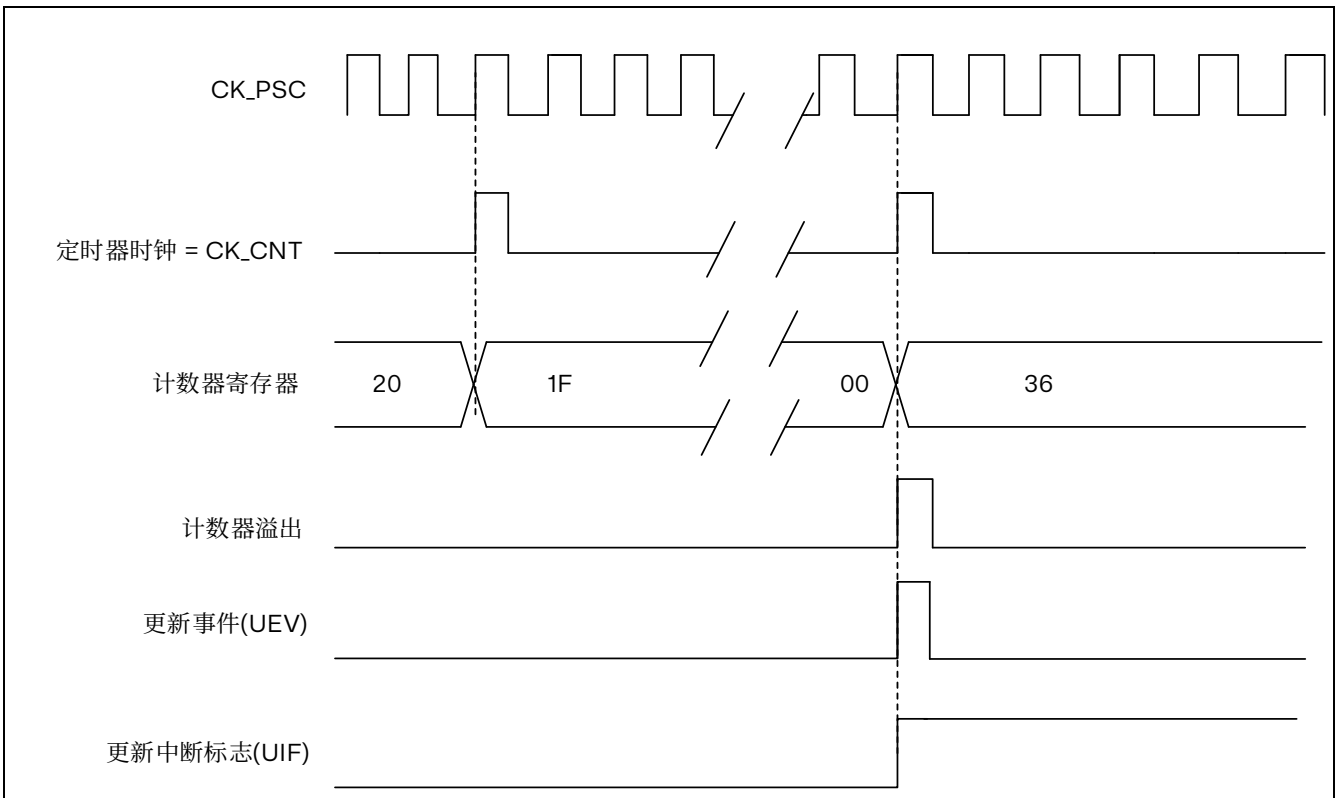 CK_PSC
定时器时钟 = CK_CNT
计数器寄存器
20
1F
00
36
计数器溢出
更新事件(UEV)
更新中断标志(UIF)